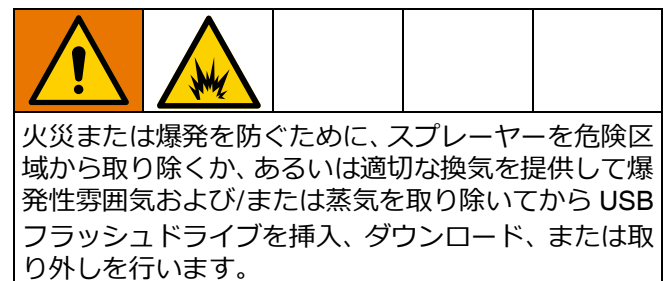 火災または爆発を防ぐために、スプレーヤーを危険区
域から取り除くか、あるいは適切な換気を提供して爆
発性雰囲気および/または蒸気を取り除いてから USB
フラッシュドライブを挿入、ダウンロード、または取
り外しを行います。